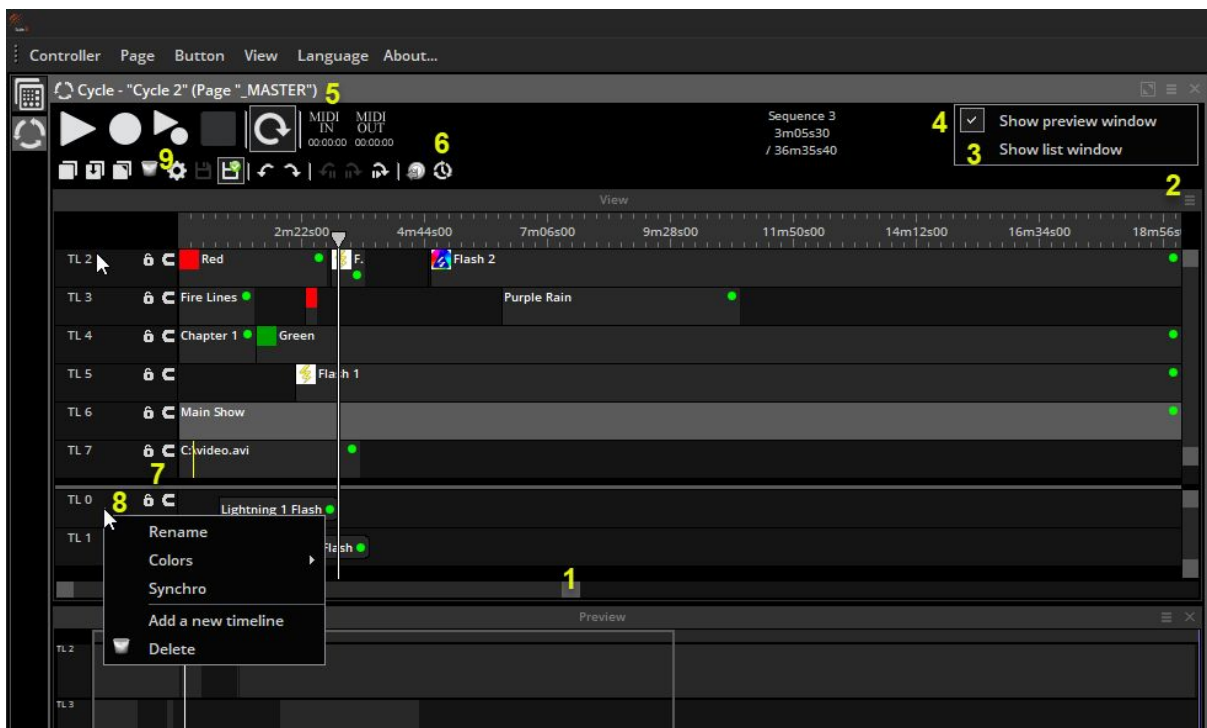 Controller Page Button View Language About...
Cycle - "Cycle 2" (Page "_MASTER") 5
MIDI IN 00:00:00 MIDI OUT 00:00:00
6
Sequence 3
3m05s30
/ 36m35s40
4 Show preview window
3 Show list window
9
2
View
2m22s00 4m44s00 7m06s00 9m28s00 11m50s00 14m12s00 16m34s00 18m56s
TL 2 Red F. Flash 2
TL 3 Fire Lines Purple Rain
TL 4 Chapter 1 Green
TL 5 Flash 1
TL 6 Main Show
TL 7 C:\video.avi
7
TL 0 8 Lightning 1 Flash
TL 1 Flash
Rename
Colors
Synchro
Add a new timeline
Delete
1
Preview
TL 2
TL 3